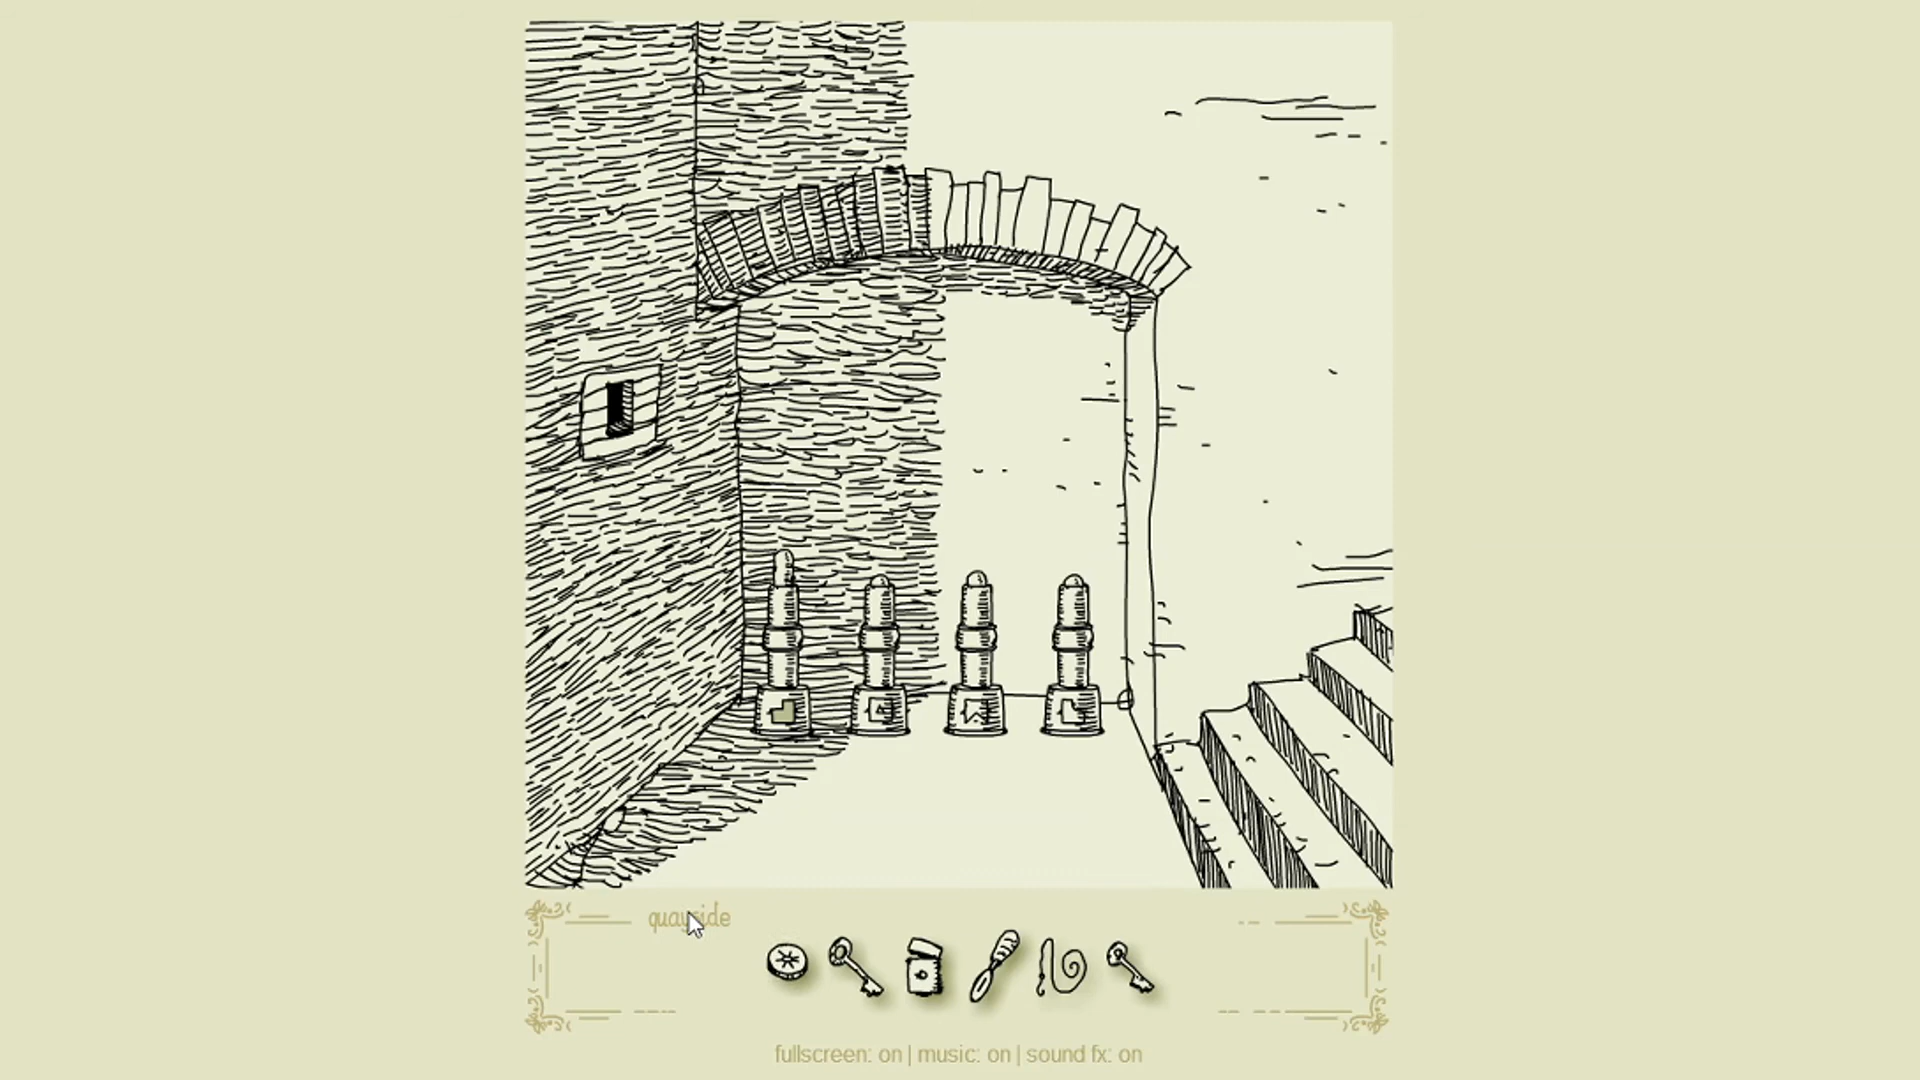 quayside
fullscreen: on | music: on | sound fx: on